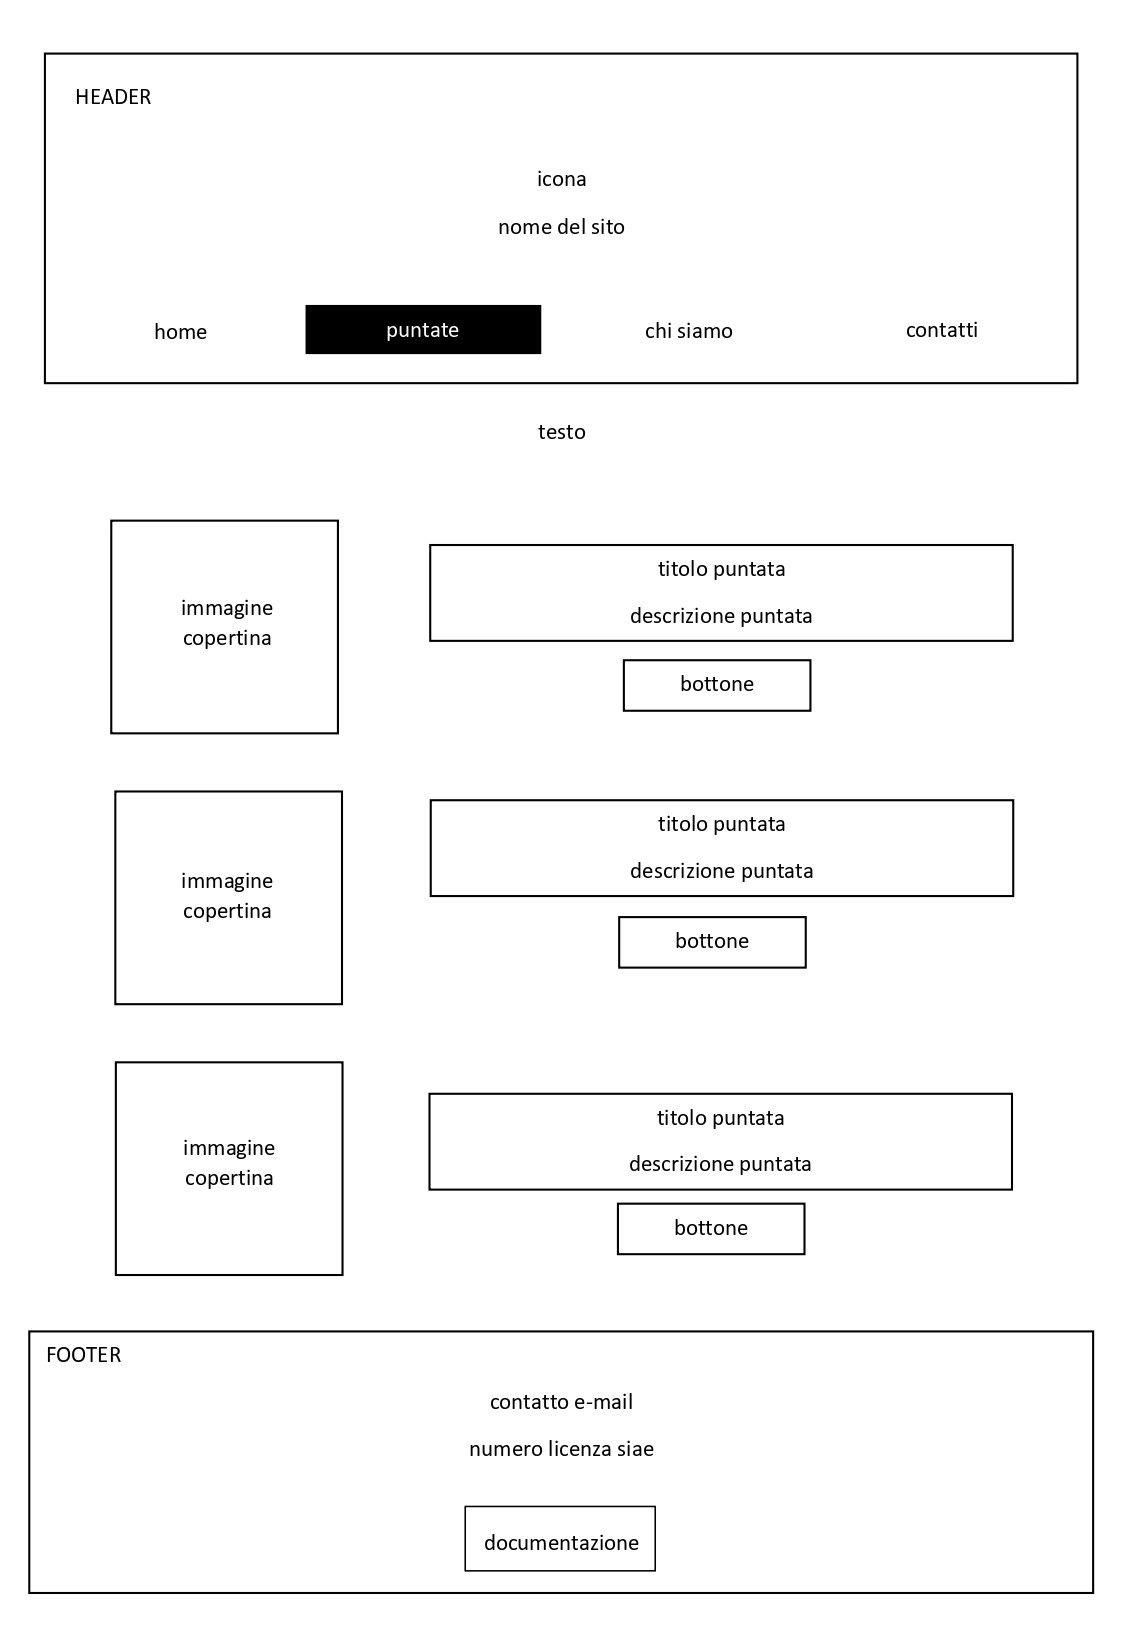 HEADER
icona
nome del sito
home
puntate
chi siamo
contatti
testo
immagine
copertina
titolo puntata
descrizione puntata
bottone
immagine
copertina
titolo puntata
descrizione puntata
bottone
immagine
copertina
titolo puntata
descrizione puntata
bottone
FOOTER
contatto e-mail
numero licenza siae
documentazione